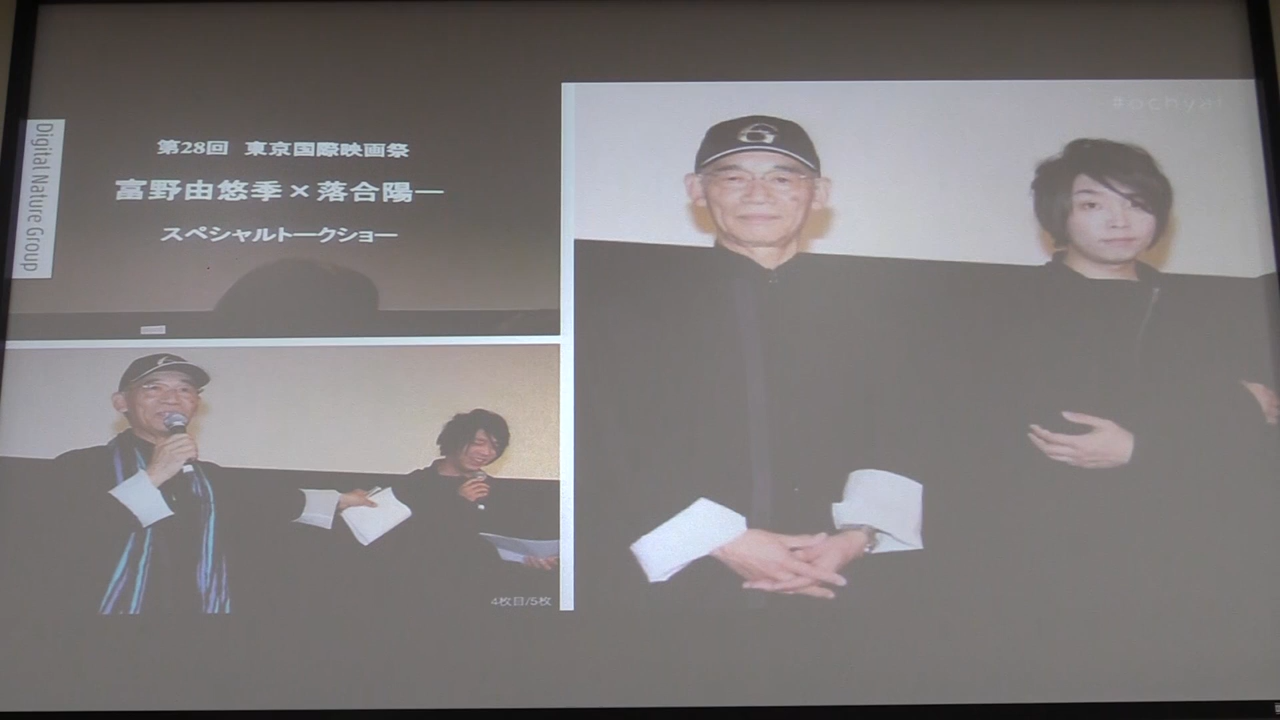 Digital Nature Group
第28回 東京国際映画祭
富野由悠季×落合陽一
スペシャルトークショー
#ochyai
4枚目/5枚
G